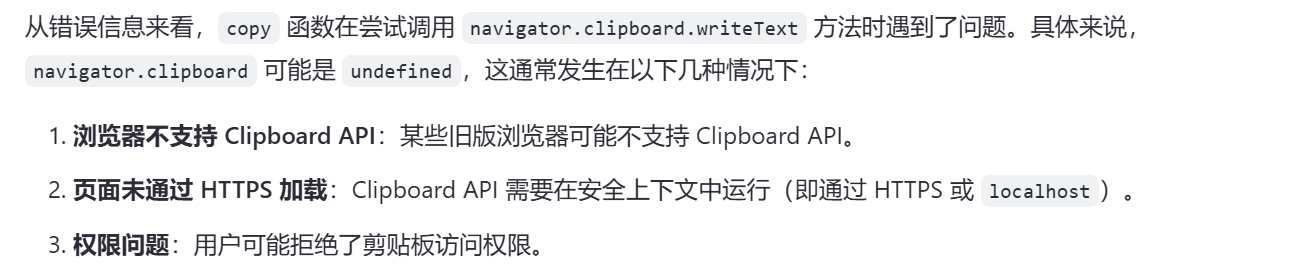 从错误信息来看，copy 函数在尝试调用 navigator.clipboard.writeText 方法时遇到了问题。具体来说，
navigator.clipboard 可能是 undefined，这通常发生在以下几种情况下：
1. 浏览器不支持 Clipboard API：某些旧版浏览器可能不支持 Clipboard API。
2. 页面未通过 HTTPS 加载：Clipboard API 需要在安全上下文中运行（即通过 HTTPS 或 localhost）。
3. 权限问题：用户可能拒绝了剪贴板访问权限。